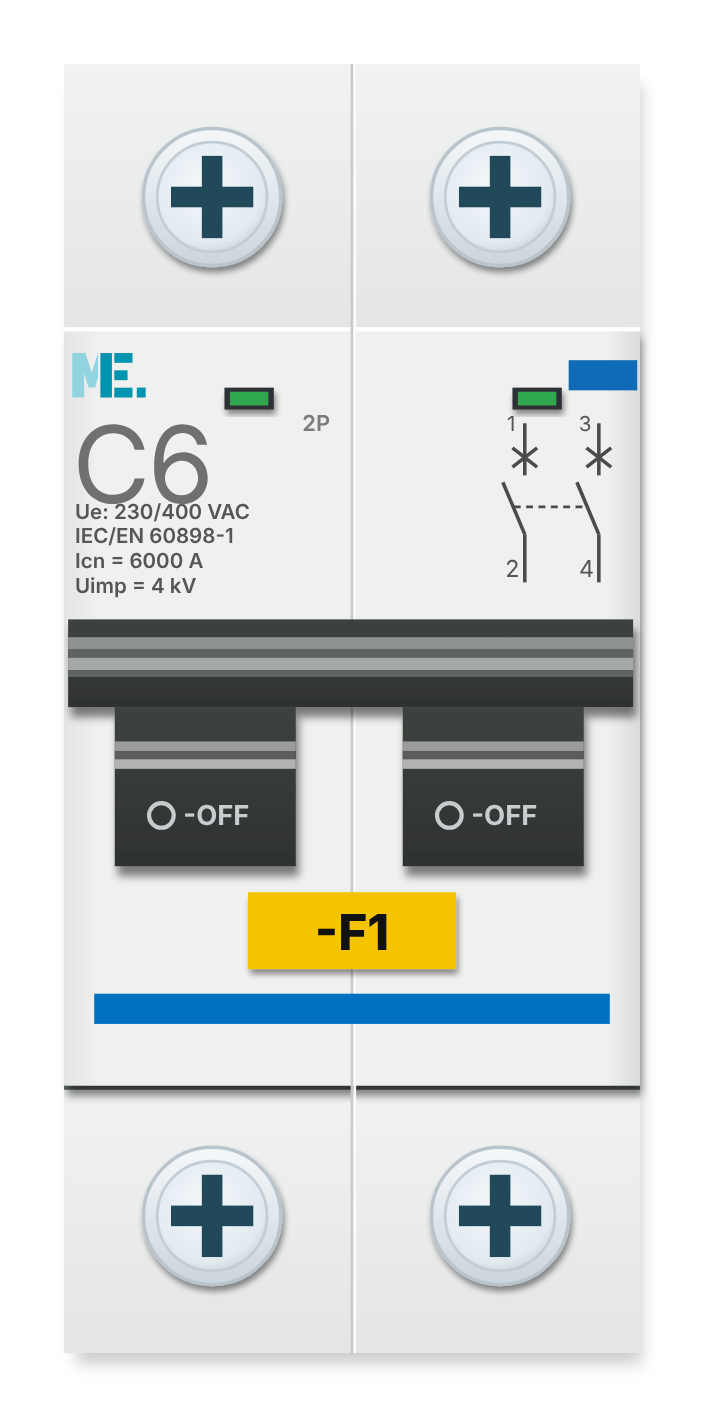 ME.
2P
C6
Ue: 230/400 VAC
IEC/EN 60898-1
Icn = 6000 A
Uimp = 4 kV
1 3
2 4
-OFF -OFF
-F1